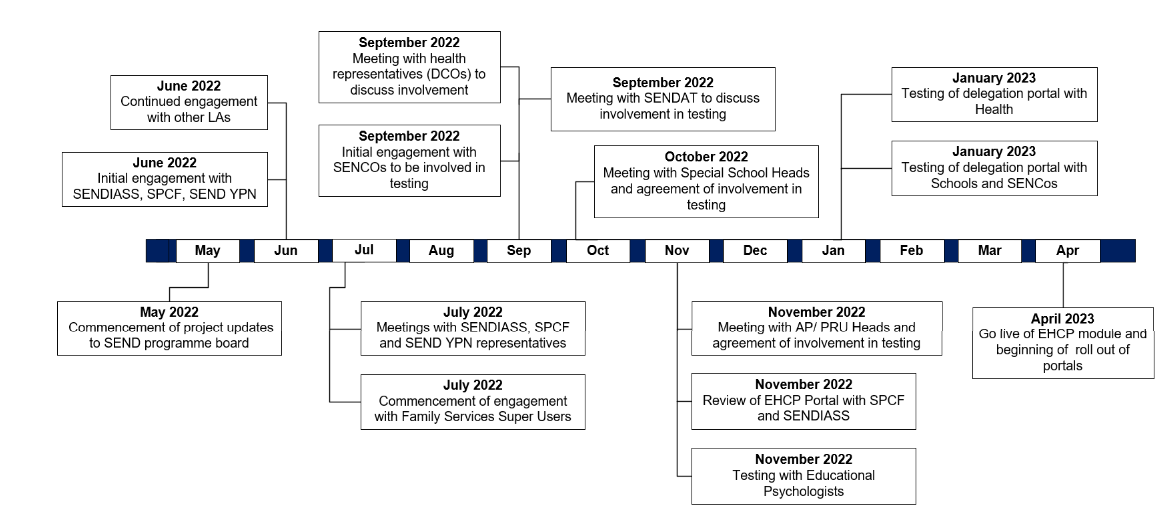 September 2022
Meeting with health
representatives (DCOs) to
discuss involvement
June 2022
Continued engagement
with other LAs
September 2022
Meeting with SENDAT to discuss
involvement in testing
January 2023
Testing of delegation portal with
Health
September 2022
Initial engagement with
SENCOs to be involved in
testing
June 2022
Initial engagement with
SENDIASS, SPCF, SEND YPN
October 2022
Meeting with Special School Heads
and agreement of involvement in
testing
January 2023
Testing of delegation portal with
Schools and SENCos
May Jun Jul Aug Sep Oct Nov Dec Jan Feb Mar Apr
May 2022
Commencement of project updates
to SEND programme board
July 2022
Meetings with SENDIASS, SPCF
and SEND YPN representatives
November 2022
Meeting with AP/ PRU Heads and
agreement of involvement in testing
April 2023
Go live of EHCP module and
beginning of roll out of
portals
July 2022
Commencement of engagement
with Family Services Super Users
November 2022
Review of EHCP Portal with SPCF
and SENDIASS
November 2022
Testing with Educational
Psychologists